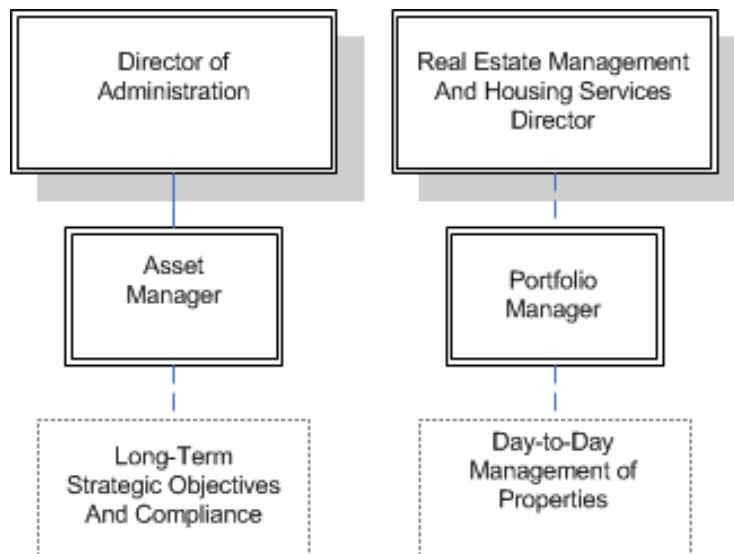 Director of
Administration
Real Estate Management
And Housing Services
Director
Asset
Manager
Portfolio
Manager
Long-Term
Strategic Objectives
And Compliance
Day-to-Day
Management of
Properties